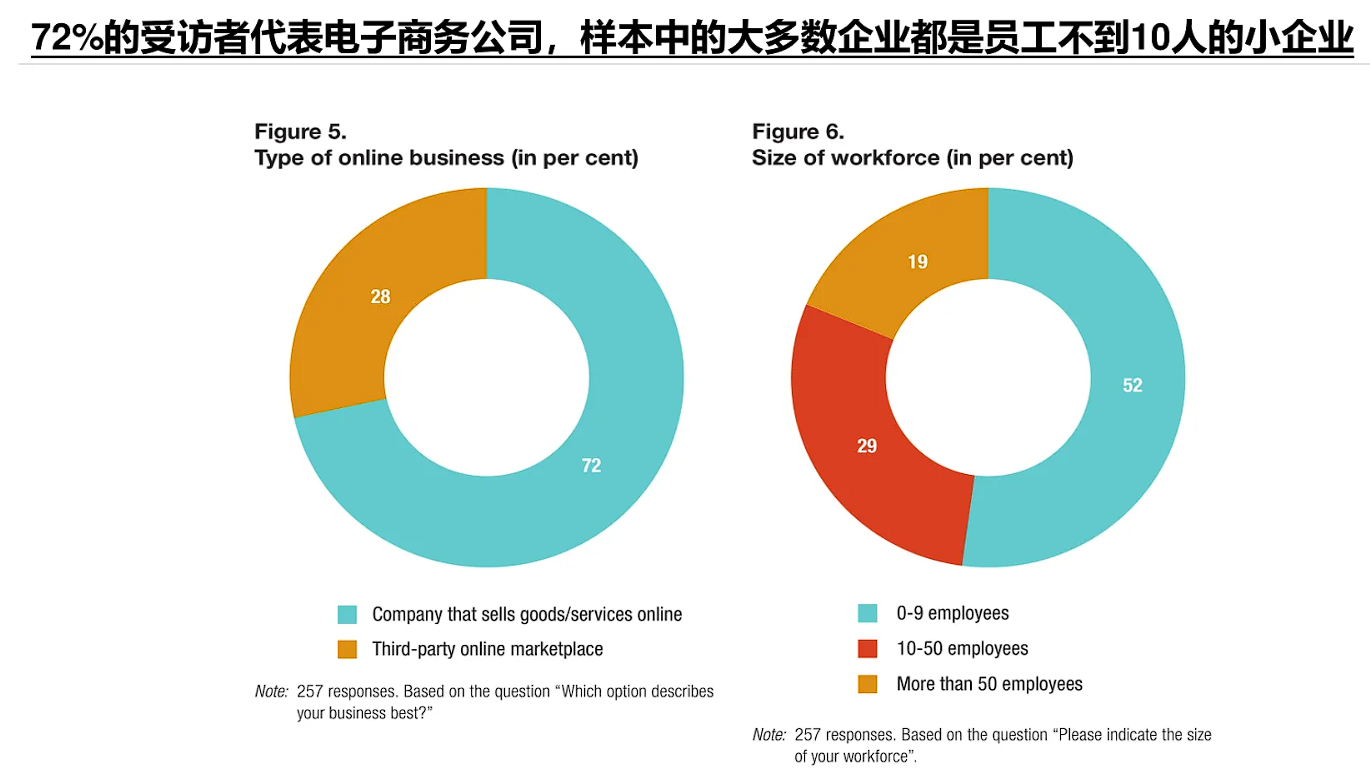 72%的受访者代表电子商务公司，样本中的大多数企业都是员工不到10人的小企业
Figure 5.
Type of online business (in per cent)
28
72
Company that sells goods/services online
Third-party online marketplace
Note: 257 responses. Based on the question “Which option describes
your business best?”
Figure 6.
Size of workforce (in per cent)
19
52
29
0-9 employees
10-50 employees
More than 50 employees
Note: 257 responses. Based on the question “Please indicate the size
of your workforce”.